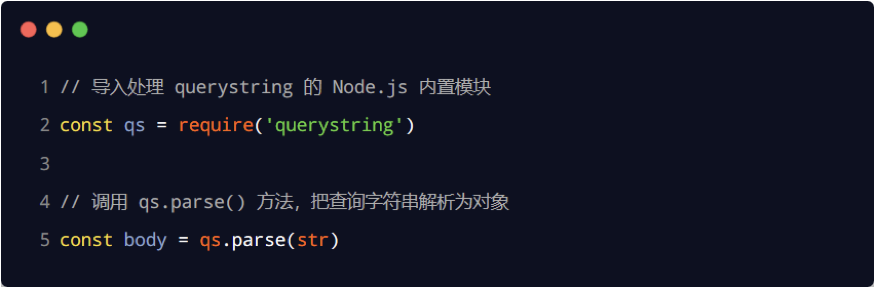 1 // 导入处理 querystring 的 Node.js 内置模块
2 const qs = require('querystring')
3
4 // 调用 qs.parse() 方法，把查询字符串解析为对象
5 const body = qs.parse(str)